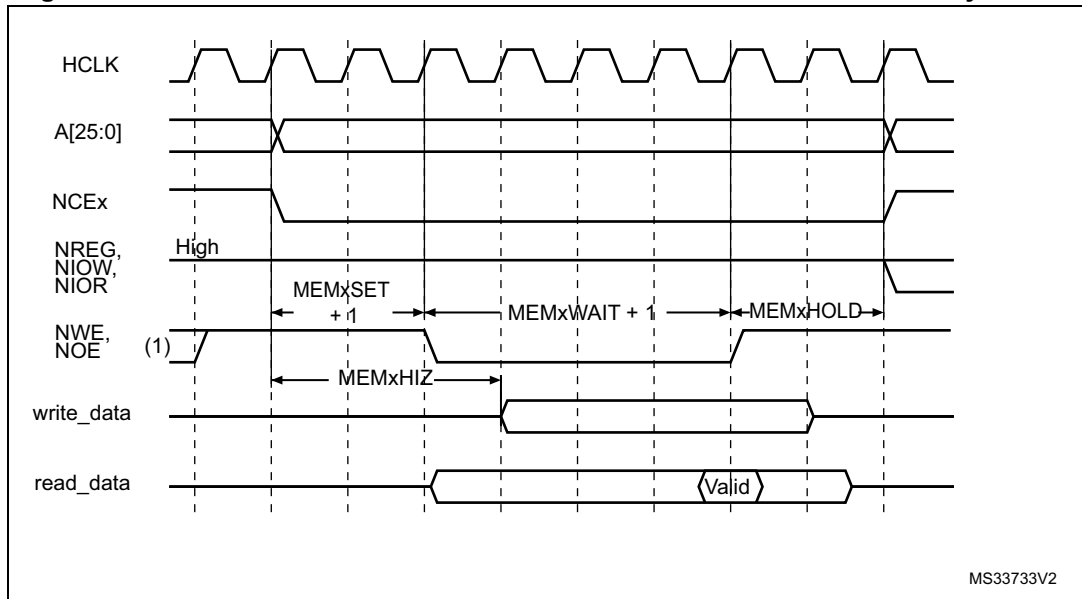 HCLK
A[25:0]
NCEx
NREG,
NIOW,
NIOR
High
MEMxSET
+ 1
MEMxWAIT + 1
MEMxHOLD
NWE,
NOE
(1)
MEMxHIZ
write_data
read_data
Valid
MS33733V2